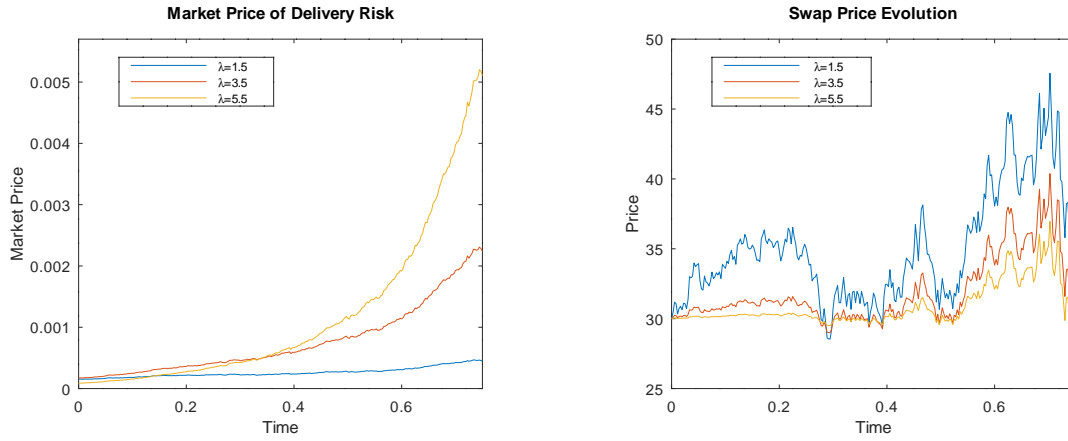 Market Price of Delivery Risk
λ=1.5
λ=3.5
λ=5.5
0.005
0.004
0.003
0.002
0.001
0
0
0.2
0.4
0.6
Market Price
Time
Swap Price Evolution
λ=1.5
λ=3.5
λ=5.5
50
45
40
35
30
25
0
0.2
0.4
0.6
Price
Time